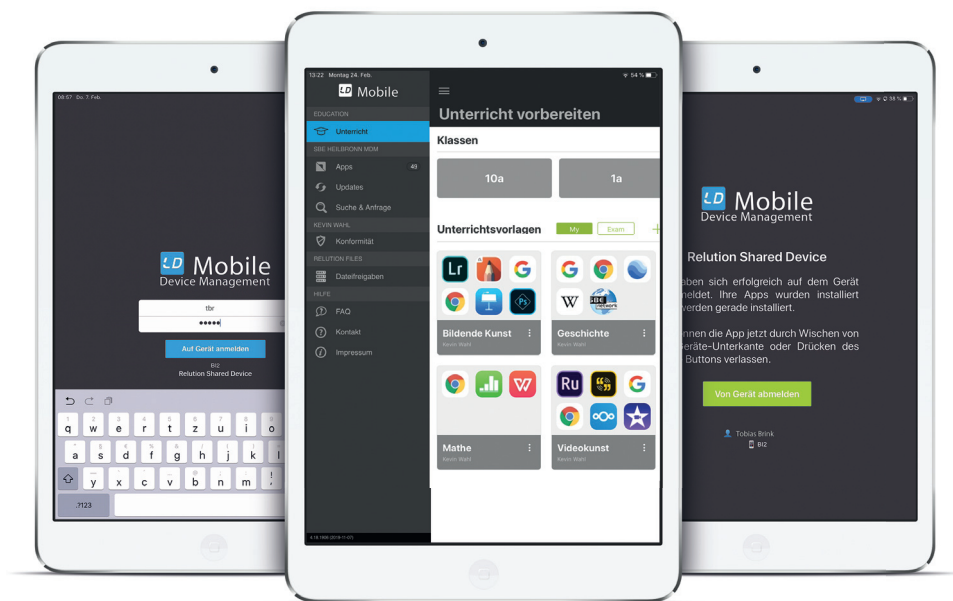 08:57 Do. 7. Feb.
LD Mobile
Device Management
tbr
Auf Gerät anmelden
BI2
Relution Shared Device
q w e r t z u i o
a s d f g h j k l
y x c v b n m !
,
.?123
13:22 Montag 24. Feb.
54 %
LD Mobile
EDUCATION
Unterricht
SBE HEILBRONN MDM
Apps 49
Updates
Suche & Anfrage
KEVIN WAHL
Konformität
RELUTION FILES
Dateifreigaben
HILFE
FAQ
Kontakt
Impressum
Unterricht vorbereiten
Klassen
10a 1a
Unterrichtsvorlagen My Exam
Lr G
Ps
Bildende Kunst
Kevin Wahl
G
W SBE network
Geschichte
Kevin Wahl
W
Mathe
Kevin Wahl
Ru G
Videokunst
Kevin Wahl
38 %
LD Mobile
Device Management
Relution Shared Device
aben sich erfolgreich auf dem Gerät
meldet. Ihre Apps wurden installiert
werden gerade installiert.
nnen die App jetzt durch Wischen von
Geräte-Unterkante oder Drücken des
Buttons verlassen.
Von Gerät abmelden
Tobias Brink
BI2